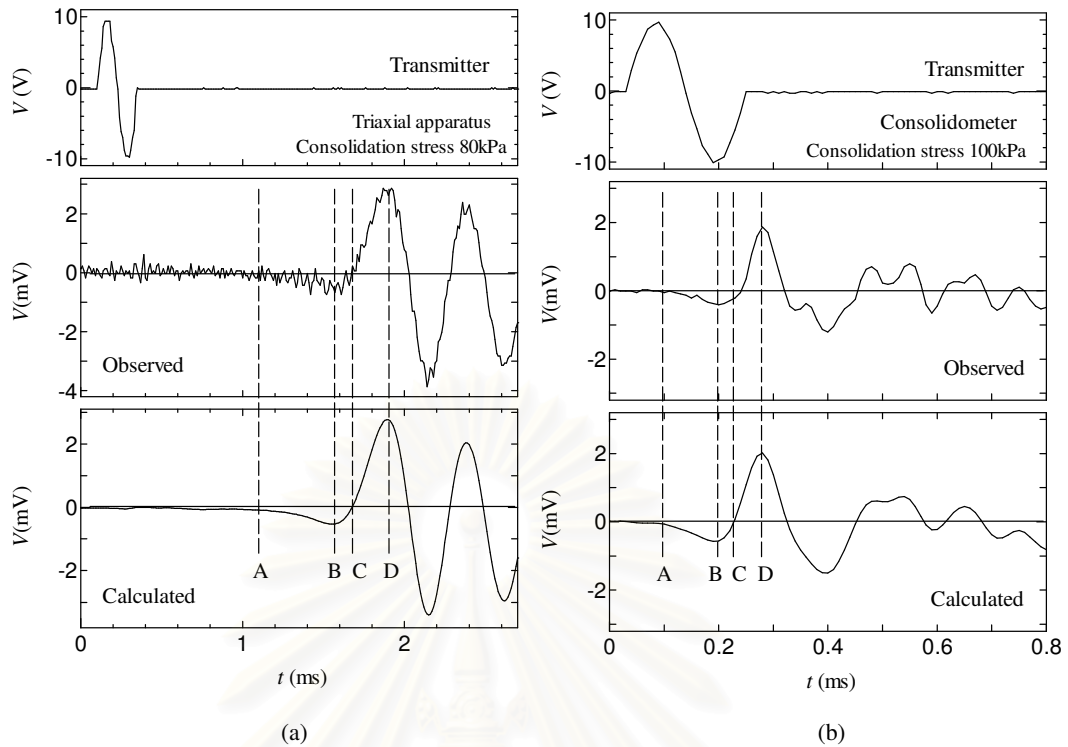 10
0
-10
V (V)
Transmitter
Triaxial apparatus
Consolidation stress 80kPa
2
0
-2
-4
V(mV)
Observed
2
0
-2
V(mV)
A
B
C
D
Calculated
0
1
2
t (ms)
(a)
10
0
-10
V (V)
Transmitter
Consolidometer
Consolidation stress 100kPa
2
0
-2
V(mV)
Observed
2
0
-2
V(mV)
A
B
C
D
Calculated
0
0.2
0.4
0.6
0.8
t (ms)
(b)